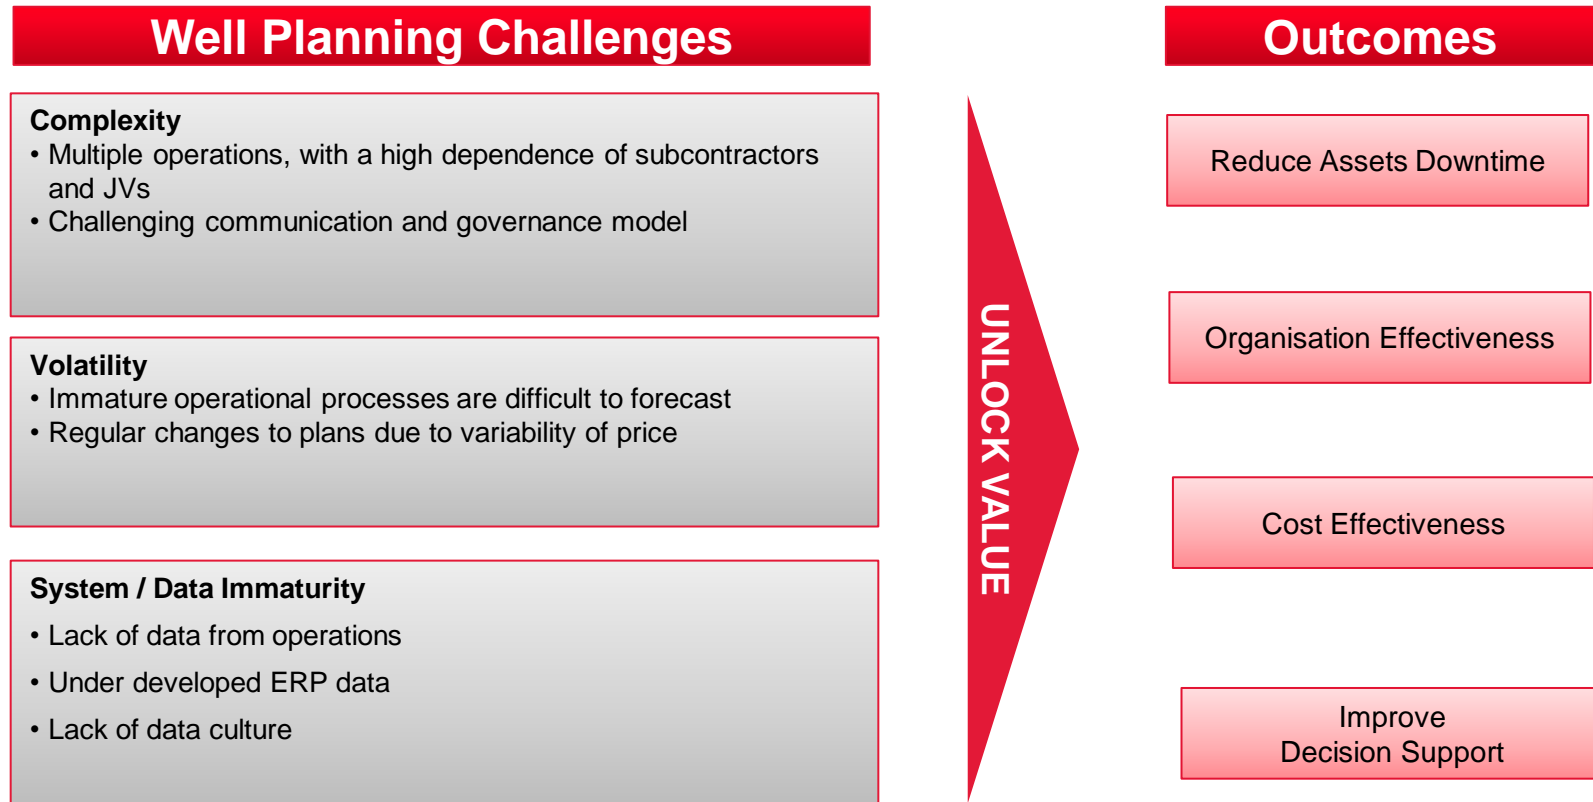 Well Planning Challenges
Complexity
• Multiple operations, with a high dependence of subcontractors
and JVs
• Challenging communication and governance model
Volatility
• Immature operational processes are difficult to forecast
• Regular changes to plans due to variability of price
System / Data Immaturity
• Lack of data from operations
• Under developed ERP data
• Lack of data culture
UNLOCK VALUE
Outcomes
Reduce Assets Downtime
Organisation Effectiveness
Cost Effectiveness
Improve
Decision Support